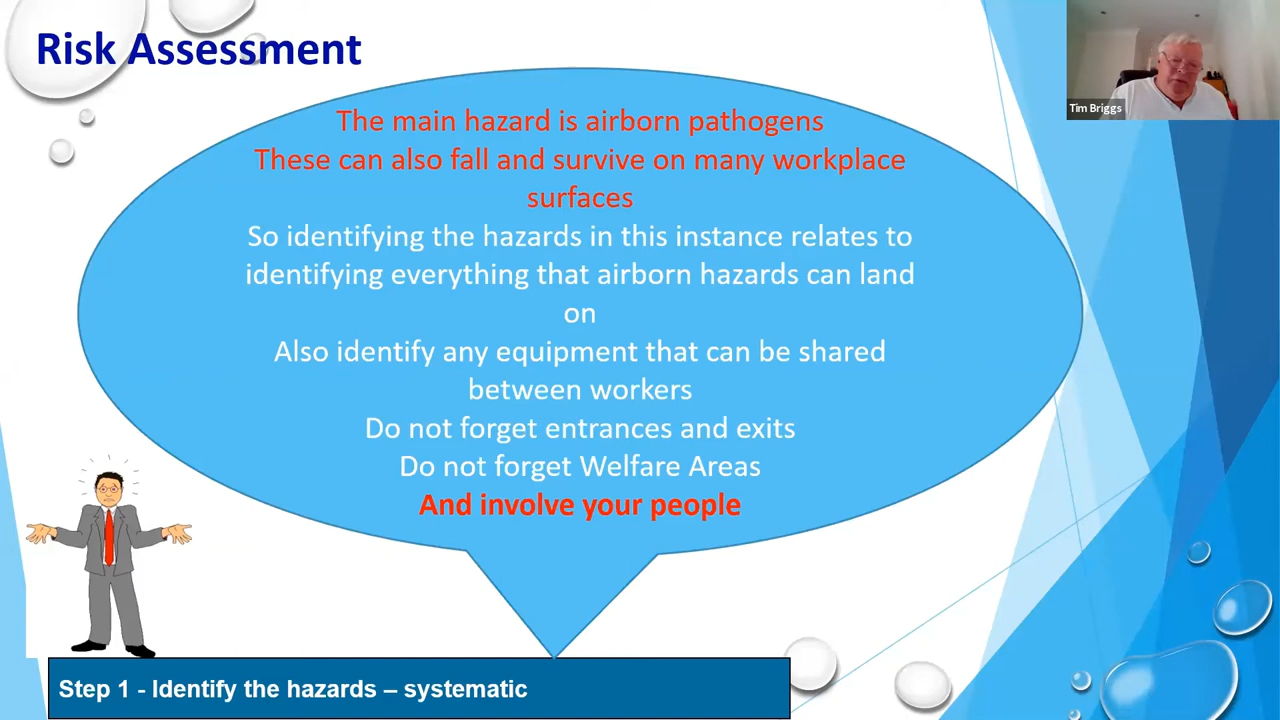 Risk Assessment
Tim Briggs
The main hazard is airborn pathogens
These can also fall and survive on many workplace
surfaces
So identifying the hazards in this instance relates to
identifying everything that airborn hazards can land
on
Also identify any equipment that can be shared
between workers
Do not forget entrances and exits
Do not forget Welfare Areas
And involve your people
Step 1 - Identify the hazards – systematic